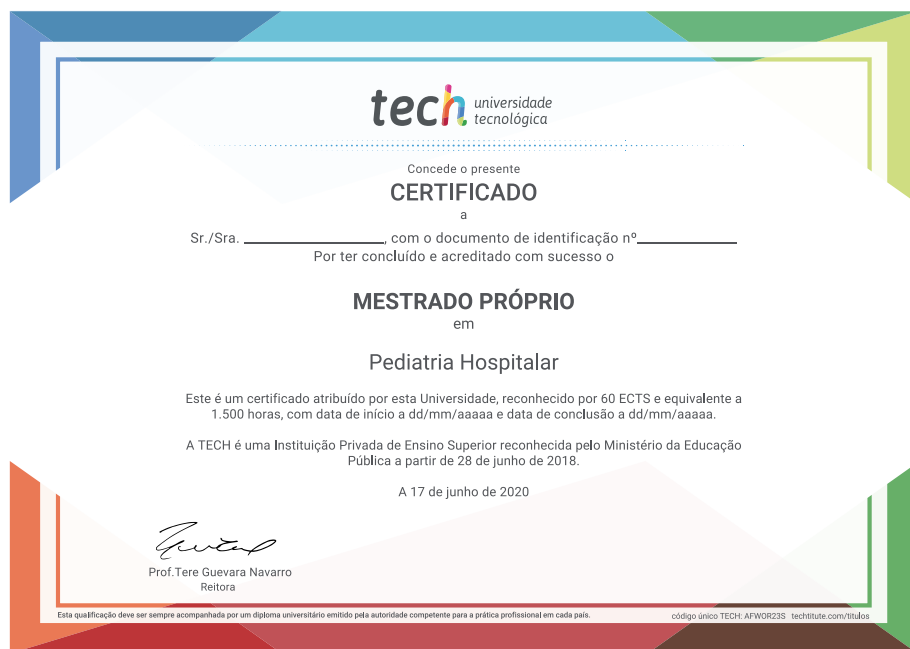 tech universidade
tecnológica
Concede o presente
CERTIFICADO
a
Sr./Sra. ________________, com o documento de identificação nº____________
Por ter concluído e acreditado com sucesso o
MESTRADO PRÓPRIO
em
Pediatria Hospitalar
Este é um certificado atribuído por esta Universidade, reconhecido por 60 ECTS e equivalente a
1.500 horas, com data de início a dd/mm/aaaaa e data de conclusão a dd/mm/aaaaa.
A TECH é uma Instituição Privada de Ensino Superior reconhecida pelo Ministério da Educação
Pública a partir de 28 de junho de 2018.
A 17 de junho de 2020
Prof.Tere Guevara Navarro
Reitora
Esta qualificação deve ser sempre acompanhada por um diploma universitário emitido pela autoridade competente para a prática profissional em cada país.
código único TECH: AFWOR23S techtitute.com/titulos